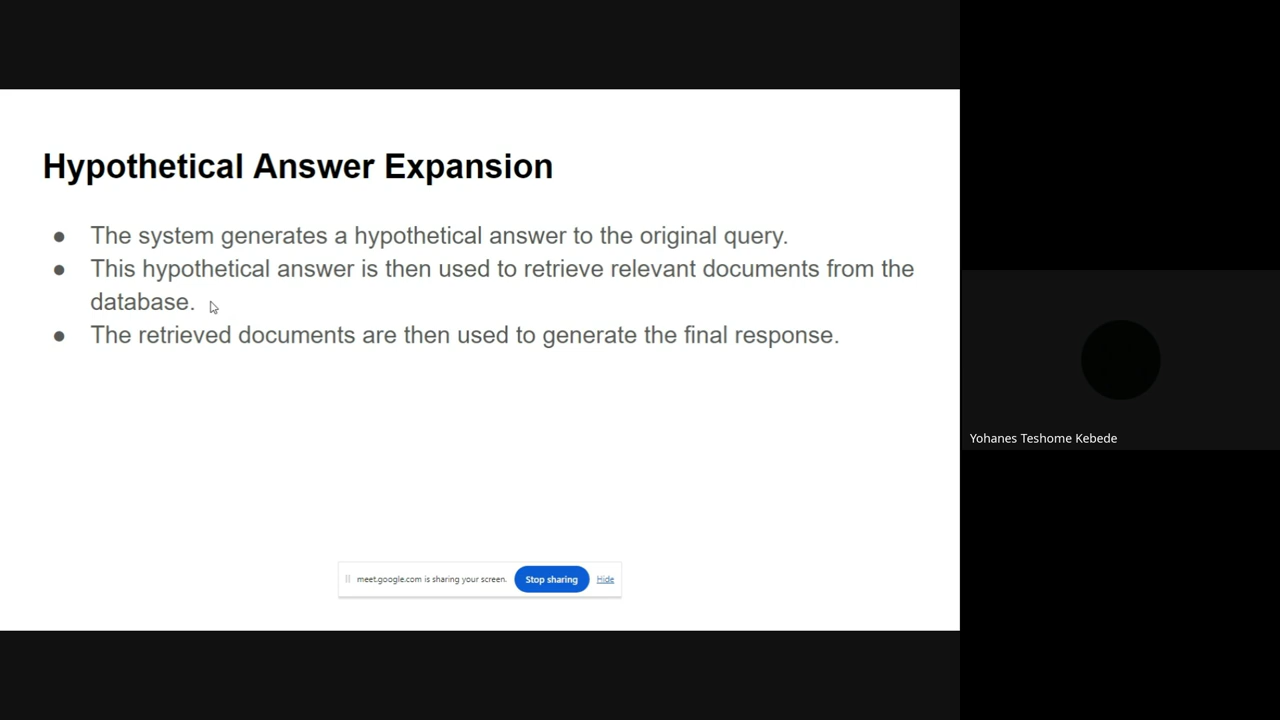 Hypothetical Answer Expansion
● The system generates a hypothetical answer to the original query.
● This hypothetical answer is then used to retrieve relevant documents from the
database.
● The retrieved documents are then used to generate the final response.
meet.google.com is sharing your screen. Stop sharing Hide
Yohanes Teshome Kebede